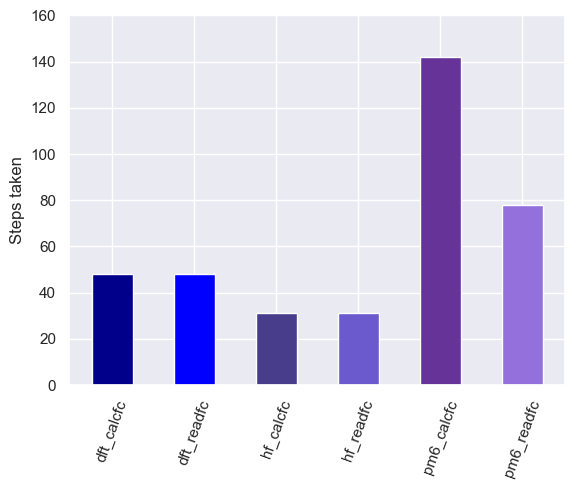 160
140
120
100
80
60
40
20
0
Steps taken
dft_calcfc
dft_readfc
hf_calcfc
hf_readfc
pm6_calcfc
pm6_readfc